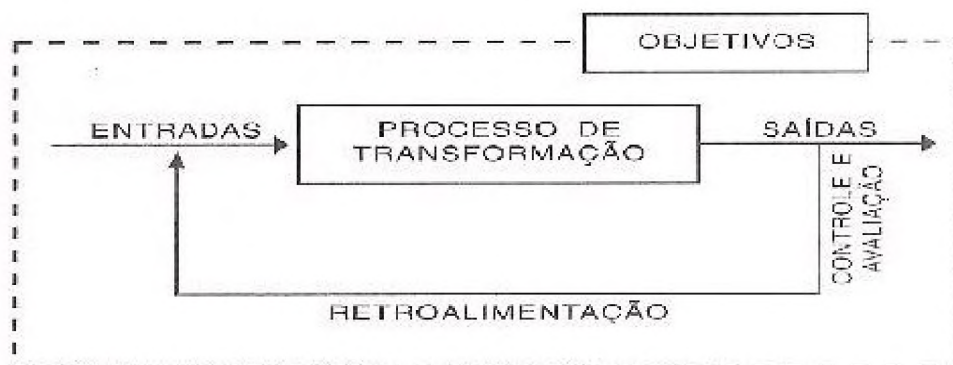 OBJETIVOS
ENTRADAS
PROCESSO DE
TRANSFORMAÇÃO
SAÍDAS
CONTROLE E
AVALIAÇÃO
RETROALIMENTAÇÃO